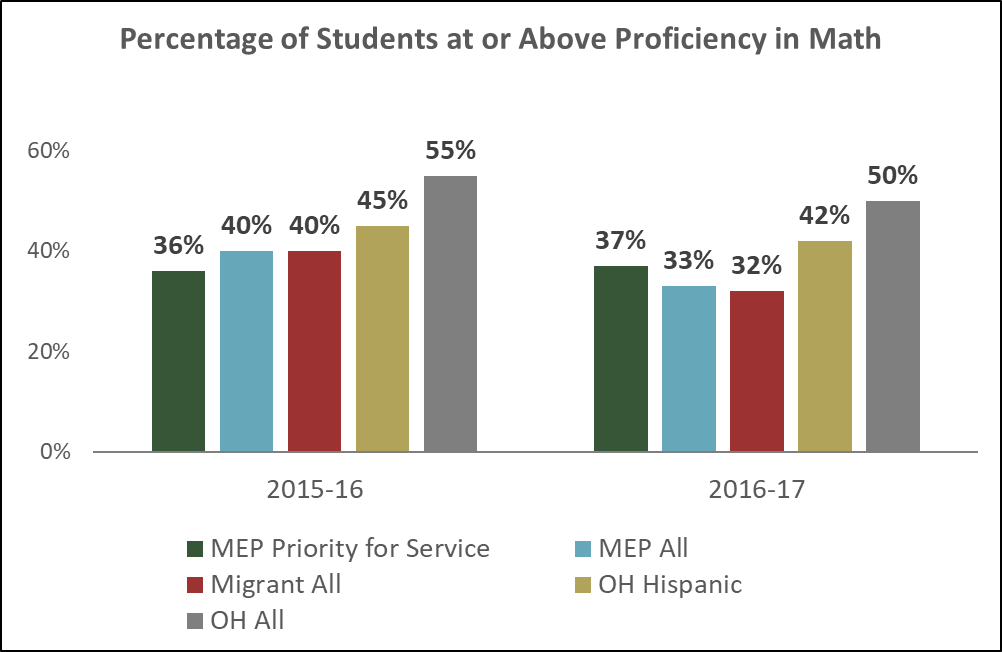 Percentage of Students at or Above Proficiency in Math
60%
40%
20%
0%
36%
40%
40%
45%
55%
37%
33%
32%
42%
50%
2015-16
2016-17
MEP Priority for Service
MEP All
Migrant All
OH Hispanic
OH All